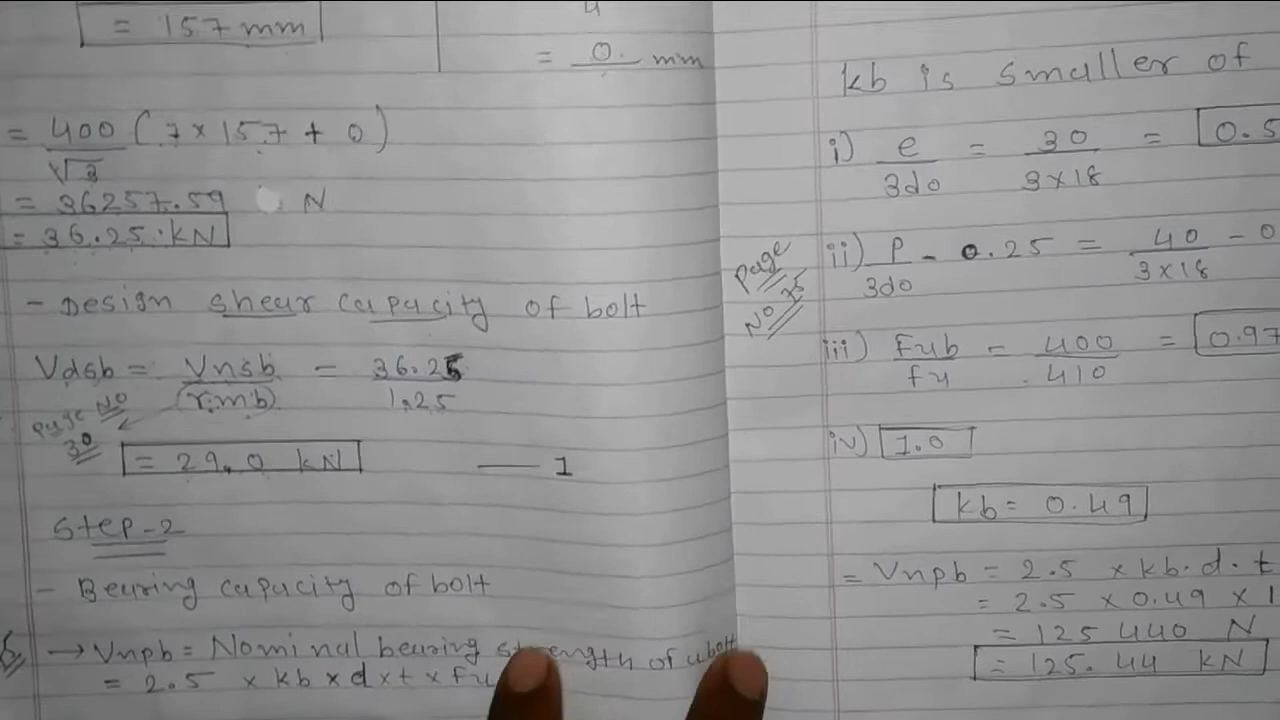 = 157 mm
= 0. mm
= 400/√3 (7 x 157 + 0)
= 36257.59 N
= 36.25 kN
- Design shear capacity of bolt
Vdsb = Vnsb/(r.mb) = 36.25/1.25
page NO 30
= 29.0 kN —— 1
Step-2
- Bearing capacity of bolt
→ Vnpb = Nominal bearing strength of a bolt
= 2.5 x kb x d x t x Fu
kb is smaller of
i) e/3do = 30/3x18 = 0.5
ii) P/3do - 0.25 = 40/3x18 - 0
page NO
iii) Fub/fu = 400/410 = 0.97
iv) 1.0
kb = 0.49
= Vnpb = 2.5 x kb.d.t
= 2.5 x 0.49 x 1
= 125 440 N
= 125.44 kN